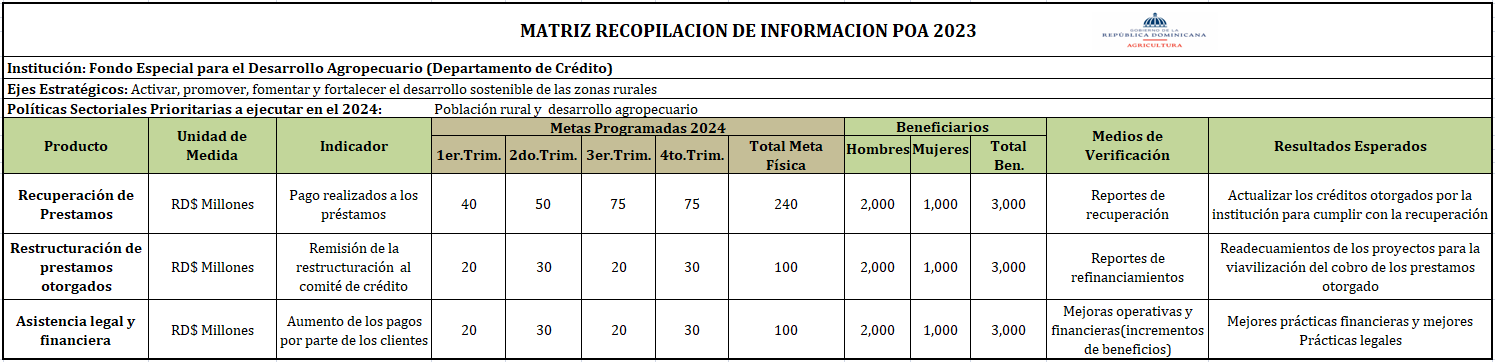 MATRIZ RECOPILACION DE INFORMACION POA 2023
GOBIERNO DE LA
REPÚBLICA DOMINICANA
AGRICULTURA
Institución: Fondo Especial para el Desarrollo Agropecuario (Departamento de Crédito)
Ejes Estratégicos: Activar, promover, fomentar y fortalecer el desarrollo sostenible de las zonas rurales
Políticas Sectoriales Prioritarias a ejecutar en el 2024: Población rural y desarrollo agropecuario
Producto
Unidad de
Medida
Indicador
Metas Programadas 2024
1er.Trim. 2do.Trim. 3er.Trim. 4to.Trim.
Total Meta
Física
Beneficiarios
Hombres Mujeres
Total
Ben.
Medios de
Verificación
Resultados Esperados
Recuperación de
Prestamos
RD$ Millones
Pago realizados a los
préstamos
40 50 75 75 240 2,000 1,000 3,000
Reportes de
recuperación
Actualizar los créditos otorgados por la
institución para cumplir con la recuperación
Restructuración de
prestamos
otorgados
RD$ Millones
Remisión de la
restructuración al
comité de crédito
20 30 20 30 100 2,000 1,000 3,000
Reportes de
refinanciamientos
Readecuamientos de los proyectos para la
viavilización del cobro de los prestamos
otorgado
Asistencia legal y
financiera
RD$ Millones
Aumento de los pagos
por parte de los clientes
20 30 20 30 100 2,000 1,000 3,000
Mejoras operativas y
financieras(incrementos
de beneficios)
Mejores prácticas financieras y mejores
Prácticas legales